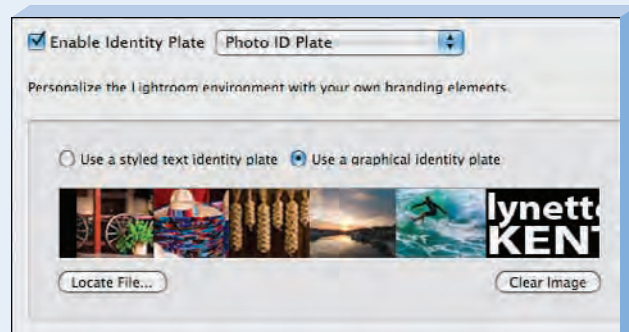 Enable Identity Plate Photo ID Plate
Personalize the Lightroom environment with your own branding elements.
Use a styled text identity plate Use a graphical identity plate
lynett
KENT
Locate File... Clear Image